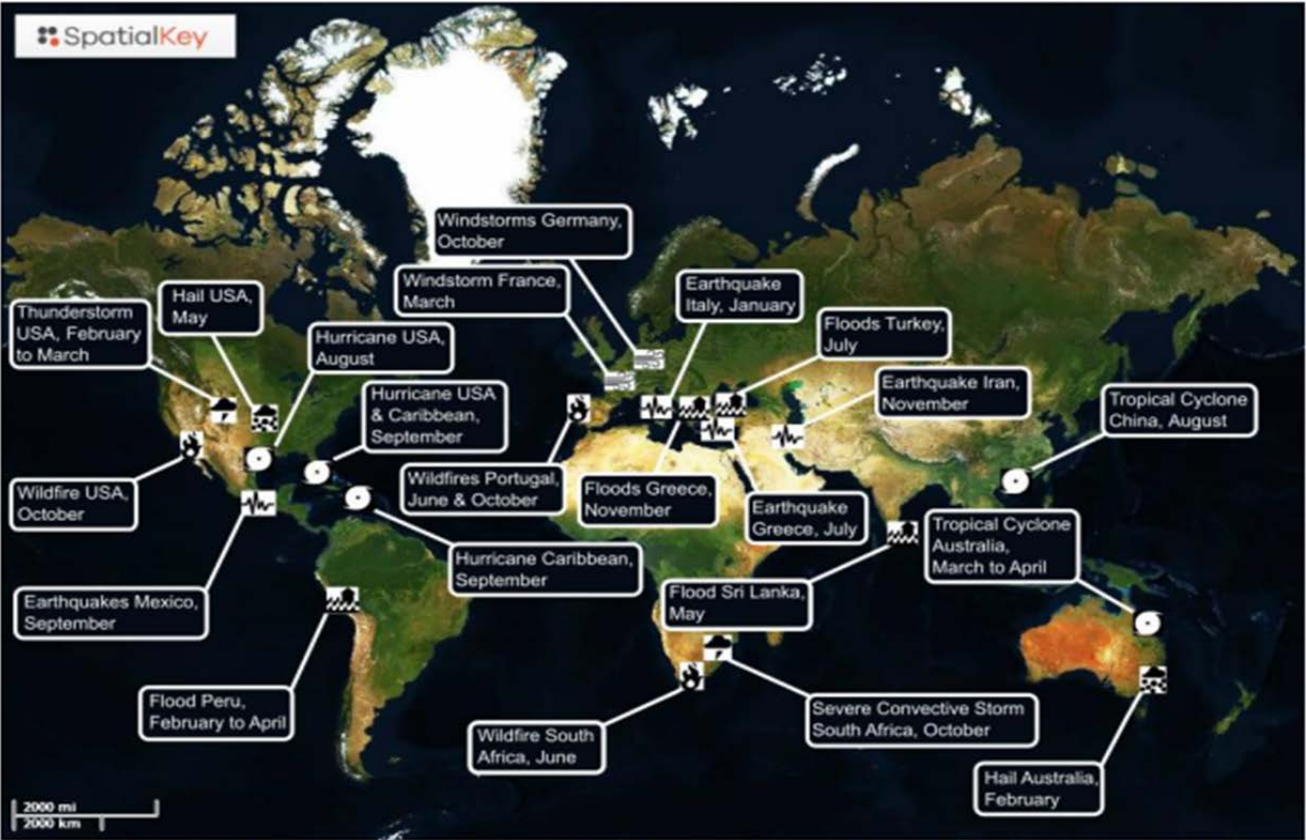 SpatialKey
Windstorms Germany,
October
Windstorm France,
March
Earthquake
Italy, January
Hail USA,
May
Thunderstorm
USA, February
to March
Hurricane USA,
August
Floods Turkey,
July
Earthquake Iran,
November
Hurricane USA
& Caribbean,
September
Tropical Cyclone
China, August
Wildfires Portugal,
June & October
Floods Greece,
November
Wildfire USA,
October
Earthquake
Greece, July
Tropical Cyclone
Australia,
March to April
Hurricane Caribbean,
September
Flood Sri Lanka,
May
Earthquakes Mexico,
September
Flood Peru,
February to April
Severe Convective Storm
South Africa, October
Wildfire South
Africa, June
Hail Australia,
February
2000 mi
2000 km